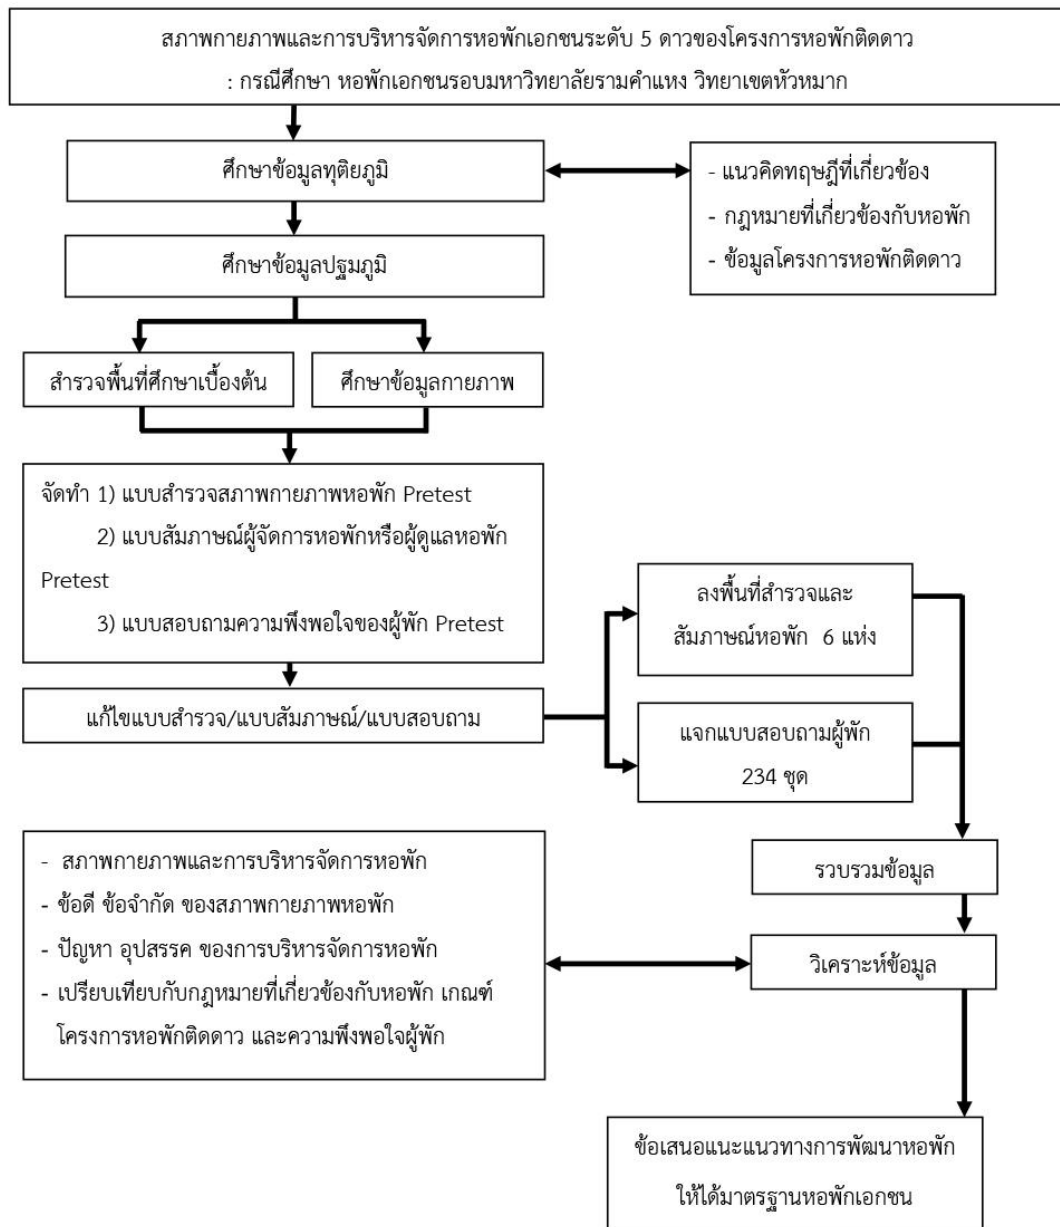 สภาพกายภาพและการบริหารจัดการหอพักเอกชนระดับ 5 ดาวของโครงการหอพักติดดาว
: กรณีศึกษา หอพักเอกชนรอบมหาวิทยาลัยรามคำแหง วิทยาเขตหัวหมาก
ศึกษาข้อมูลทุติยภูมิ
- แนวคิดทฤษฎีที่เกี่ยวข้อง
- กฎหมายที่เกี่ยวข้องกับหอพัก
- ข้อมูลโครงการหอพักติดดาว
ศึกษาข้อมูลปฐมภูมิ
สำรวจพื้นที่ศึกษาเบื้องต้น
ศึกษาข้อมูลกายภาพ
จัดทำ 1) แบบสำรวจสภาพกายภาพหอพัก Pretest
2) แบบสัมภาษณ์ผู้จัดการหอพักหรือผู้ดูแลหอพัก
Pretest
3) แบบสอบถามความพึงพอใจของผู้พัก Pretest
แก้ไขแบบสำรวจ/แบบสัมภาษณ์/แบบสอบถาม
ลงพื้นที่สำรวจและ
สัมภาษณ์หอพัก 6 แห่ง
แจกแบบสอบถามผู้พัก
234 ชุด
รวบรวมข้อมูล
วิเคราะห์ข้อมูล
- สภาพกายภาพและการบริหารจัดการหอพัก
- ข้อดี ข้อจำกัด ของสภาพกายภาพหอพัก
- ปัญหา อุปสรรค ของการบริหารจัดการหอพัก
- เปรียบเทียบกับกฎหมายที่เกี่ยวข้องกับหอพัก เกณฑ์
โครงการหอพักติดดาว และความพึงพอใจผู้พัก
ข้อเสนอแนะแนวทางการพัฒนาหอพัก
ให้ได้มาตรฐานหอพักเอกชน